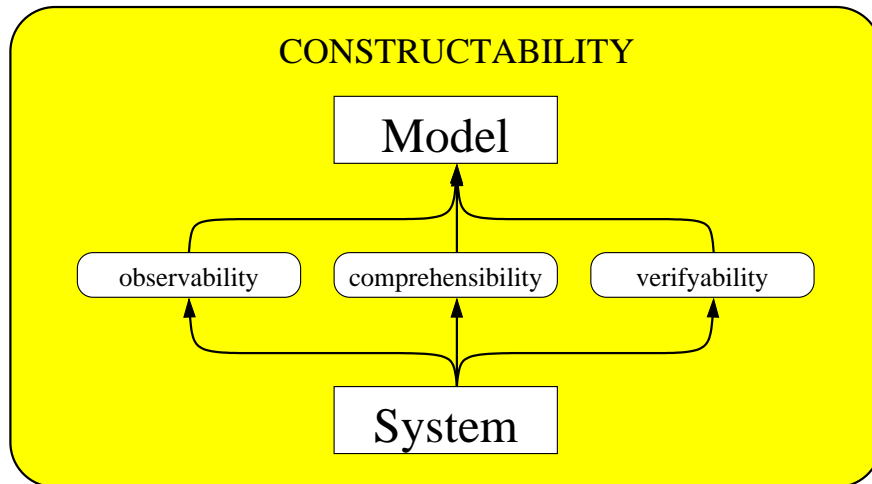 CONSTRUCTABILITY
Model
observability
comprehensibility
verifyability
System